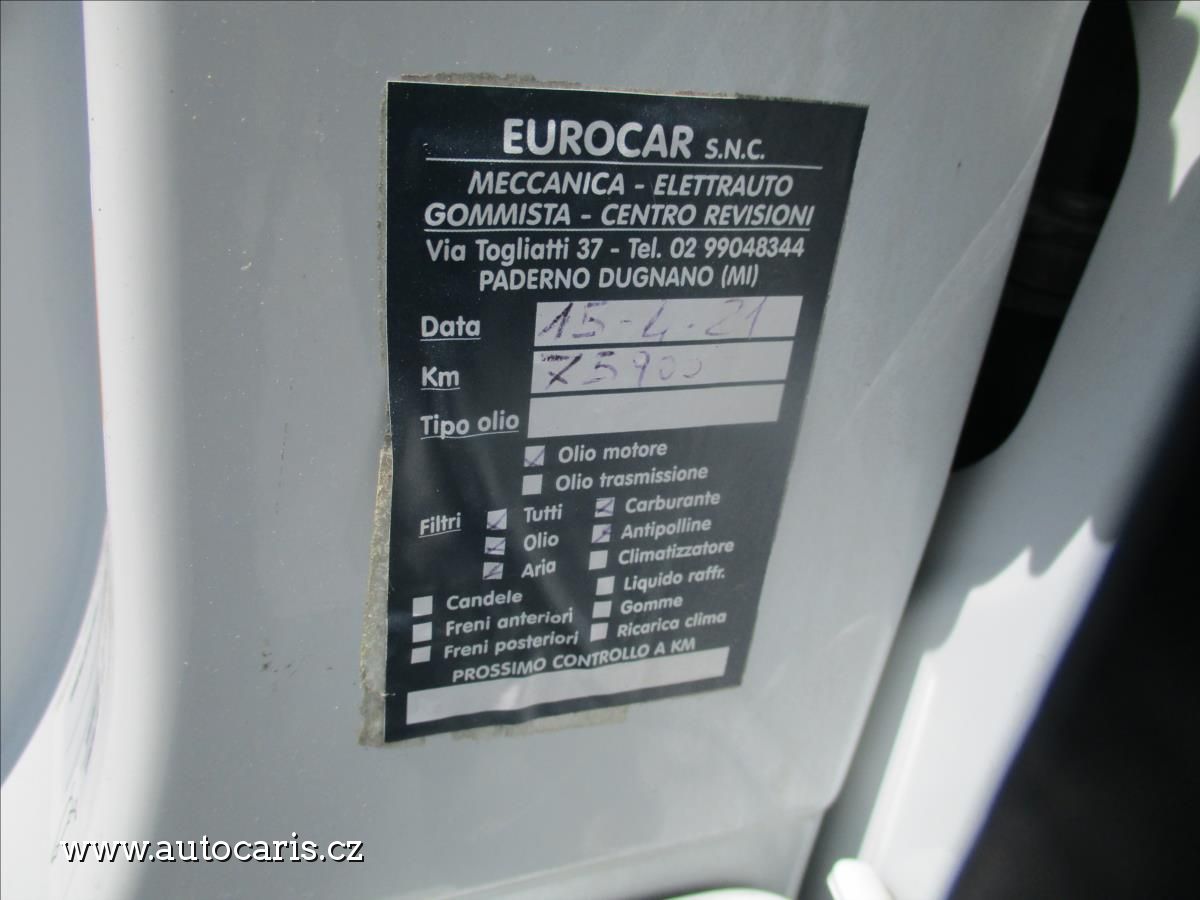 EUROCAR S.N.C.
MECCANICA - ELETTRAUTO
GOMMISTA - CENTRO REVISIONI
Via Togliatti 37 - Tel. 02 99048344
PADERNO DUGNANO (MI)
Data 15-4-21
Km 75900
Tipo olio
Olio motore
Olio trasmissione
Filtri Tutti Carburante
Olio Antipolline
Aria Climatizzatore
Candele Liquido raffr.
Freni anteriori Gomme
Freni posteriori Ricarica clima
PROSSIMO CONTROLLO A KM
www.autocaris.cz